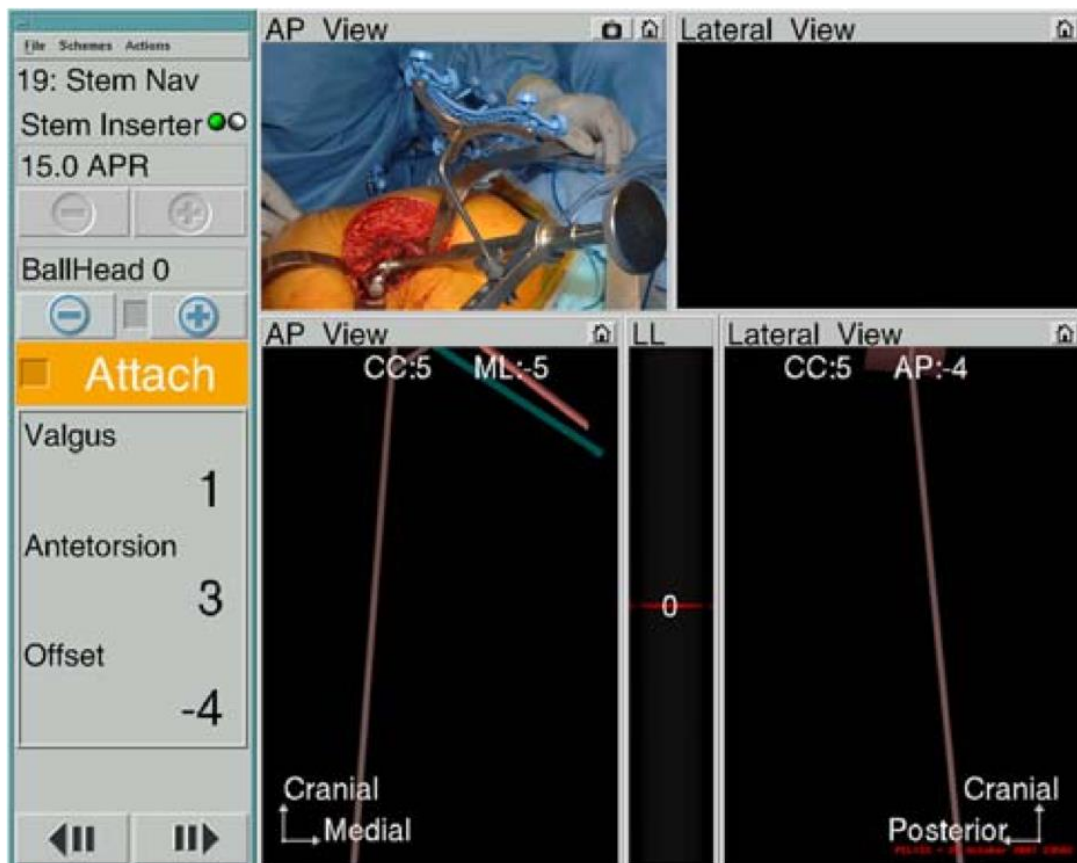 File Schemes Actions
19: Stem Nav
Stem Inserter
15.0 APR
BallHead 0
Attach
Valgus
1
Antetorsion
3
Offset
-4
AP View
Lateral View
AP View
CC:5 ML:-5
Cranial
Medial
LL
0
Lateral View
CC:5 AP:-4
Cranial
Posterior